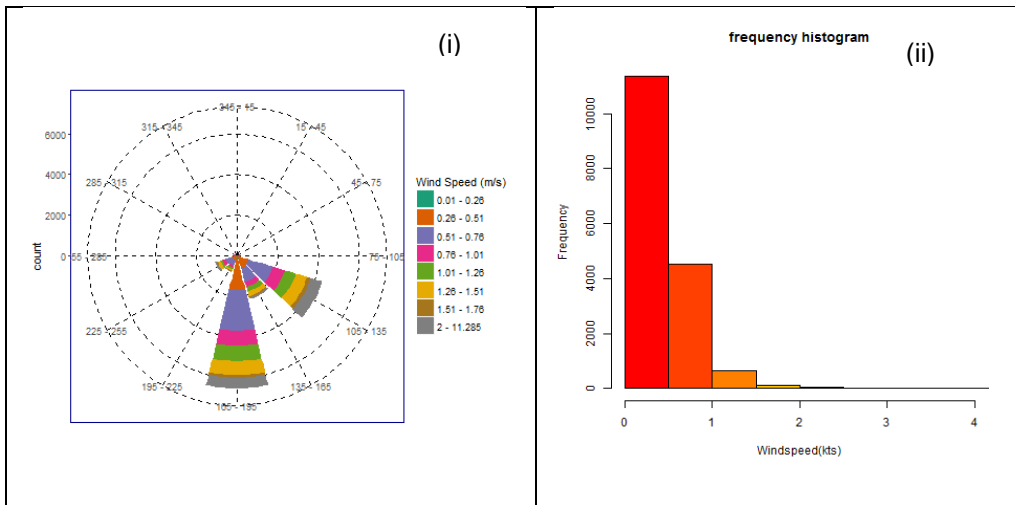 (i)
345 - 15
315 - 345
15 - 45
285 - 315
45 - 75
55 - 285
75 - 105
225 - 255
105 - 135
195 - 225
135 - 165
165 - 195
6000
4000
2000
0
count
Wind Speed (m/s)
0.01 - 0.26
0.26 - 0.51
0.51 - 0.76
0.76 - 1.01
1.01 - 1.26
1.26 - 1.51
1.51 - 1.76
2 - 11.285
frequency histogram
(ii)
Frequency
10000
8000
6000
4000
2000
0
0 1 2 3 4
Windspeed(kts)